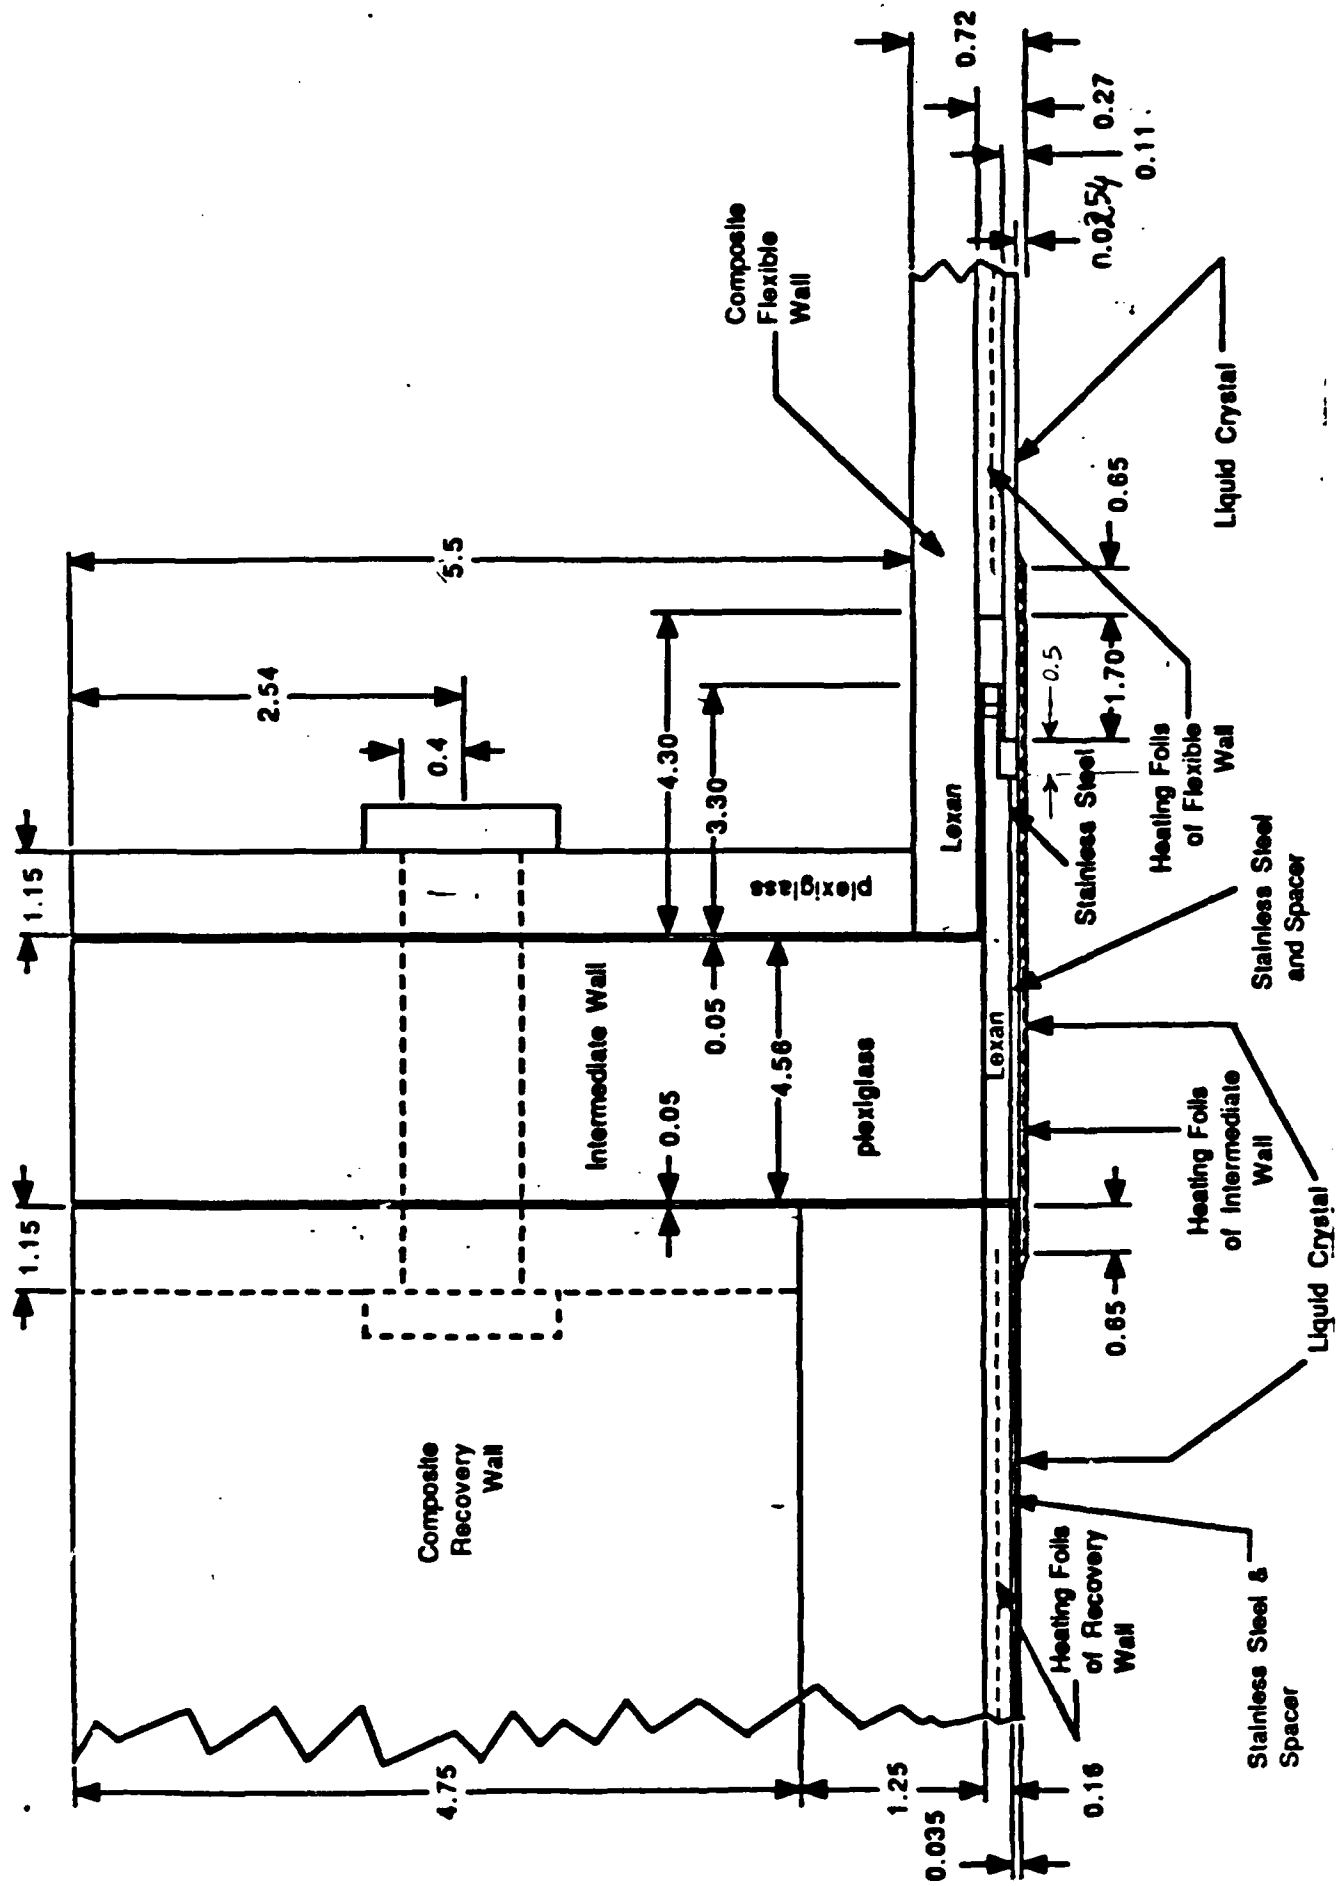 0.72
0.27
0.11
0.0254
Composite
Flexible
Wall
Liquid Crystal
5.5
0.65
2.54
0.4
4.30
3.30
0.5
1.70
Lexan
Stainless Steel
Heating Foils
of Flexible
Wall
1.15
plexiglass
Stainless Steel
and Spacer
Intermediate Wall
0.05
4.56
Lexan
0.05
plexiglass
Heating Foils
of Intermediate
Wall
1.15
0.65
Liquid Crystal
Composite
Recovery
Wall
Heating Foils
of Recovery
Wall
Stainless Steel &
Spacer
4.75
1.25
0.16
0.035